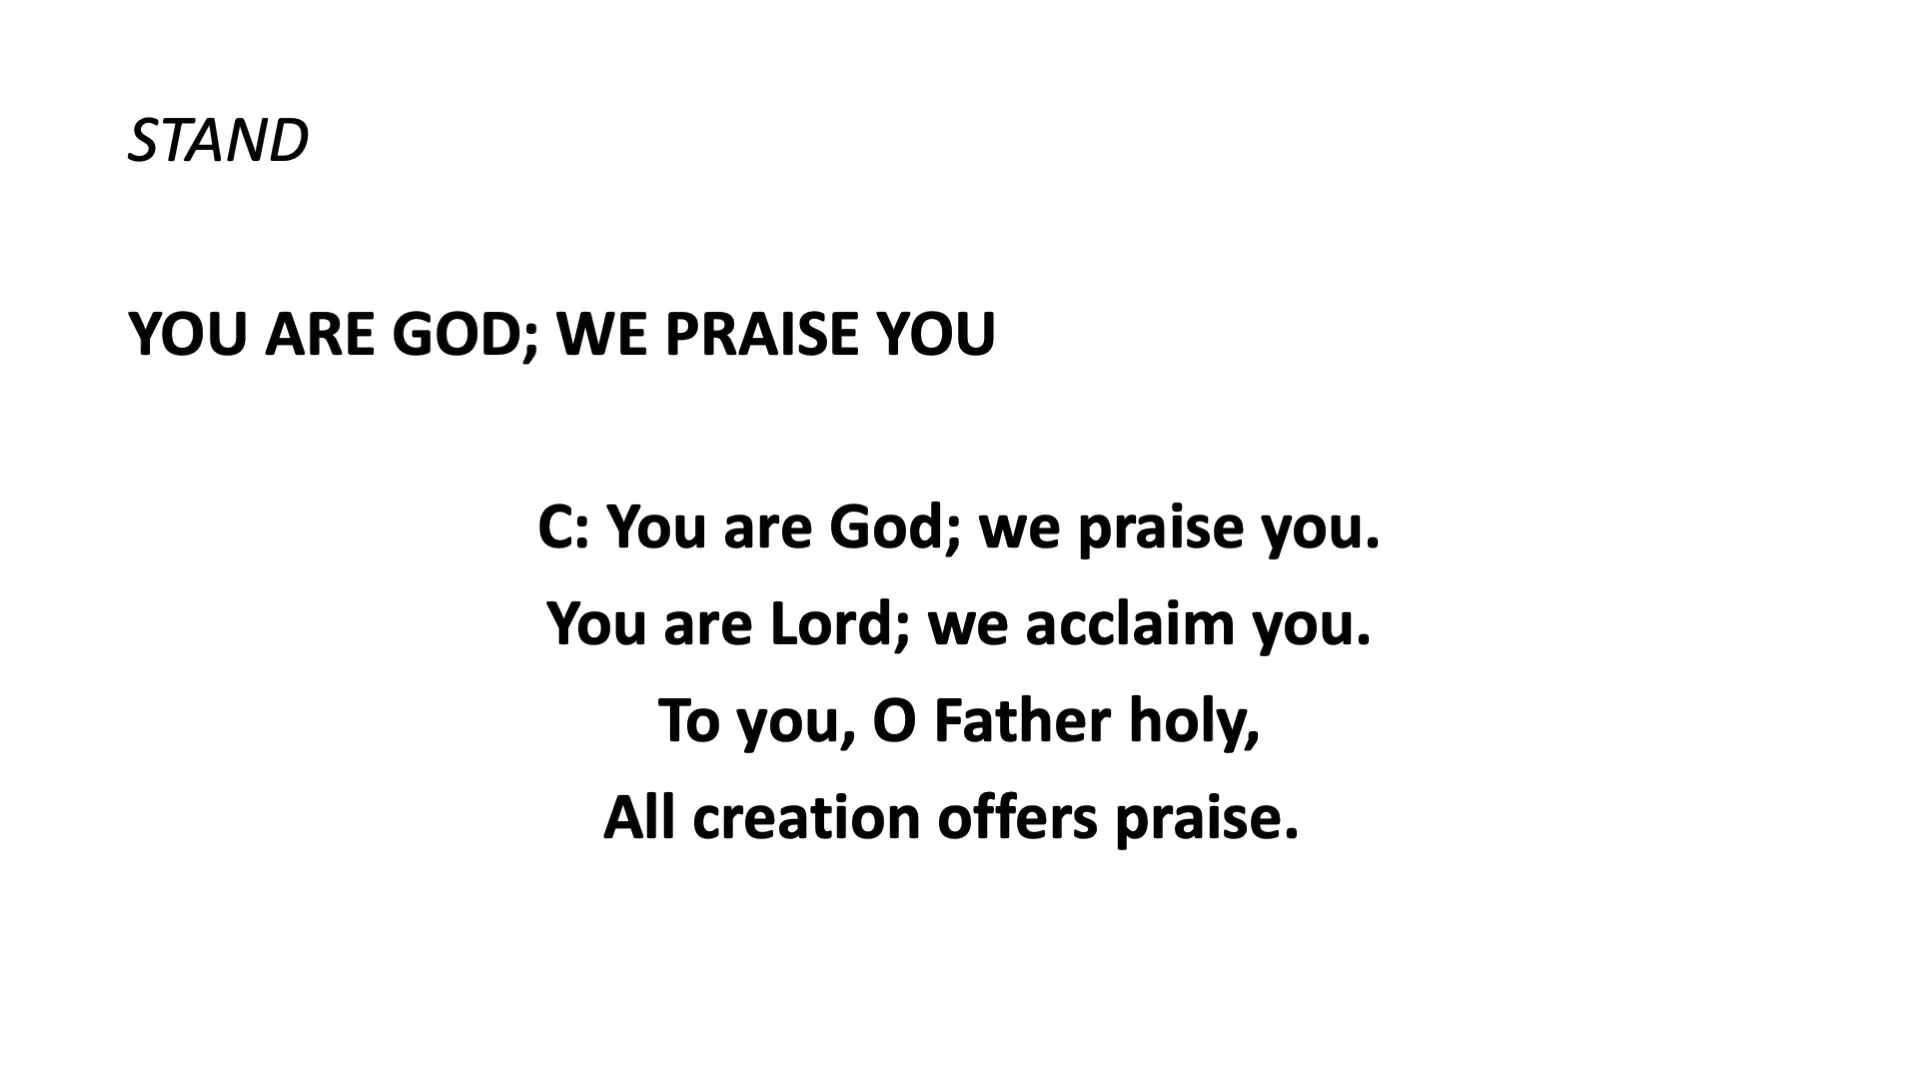 STAND
YOU ARE GOD; WE PRAISE YOU
C: You are God; we praise you.
You are Lord; we acclaim you.
To you, O Father holy,
All creation offers praise.